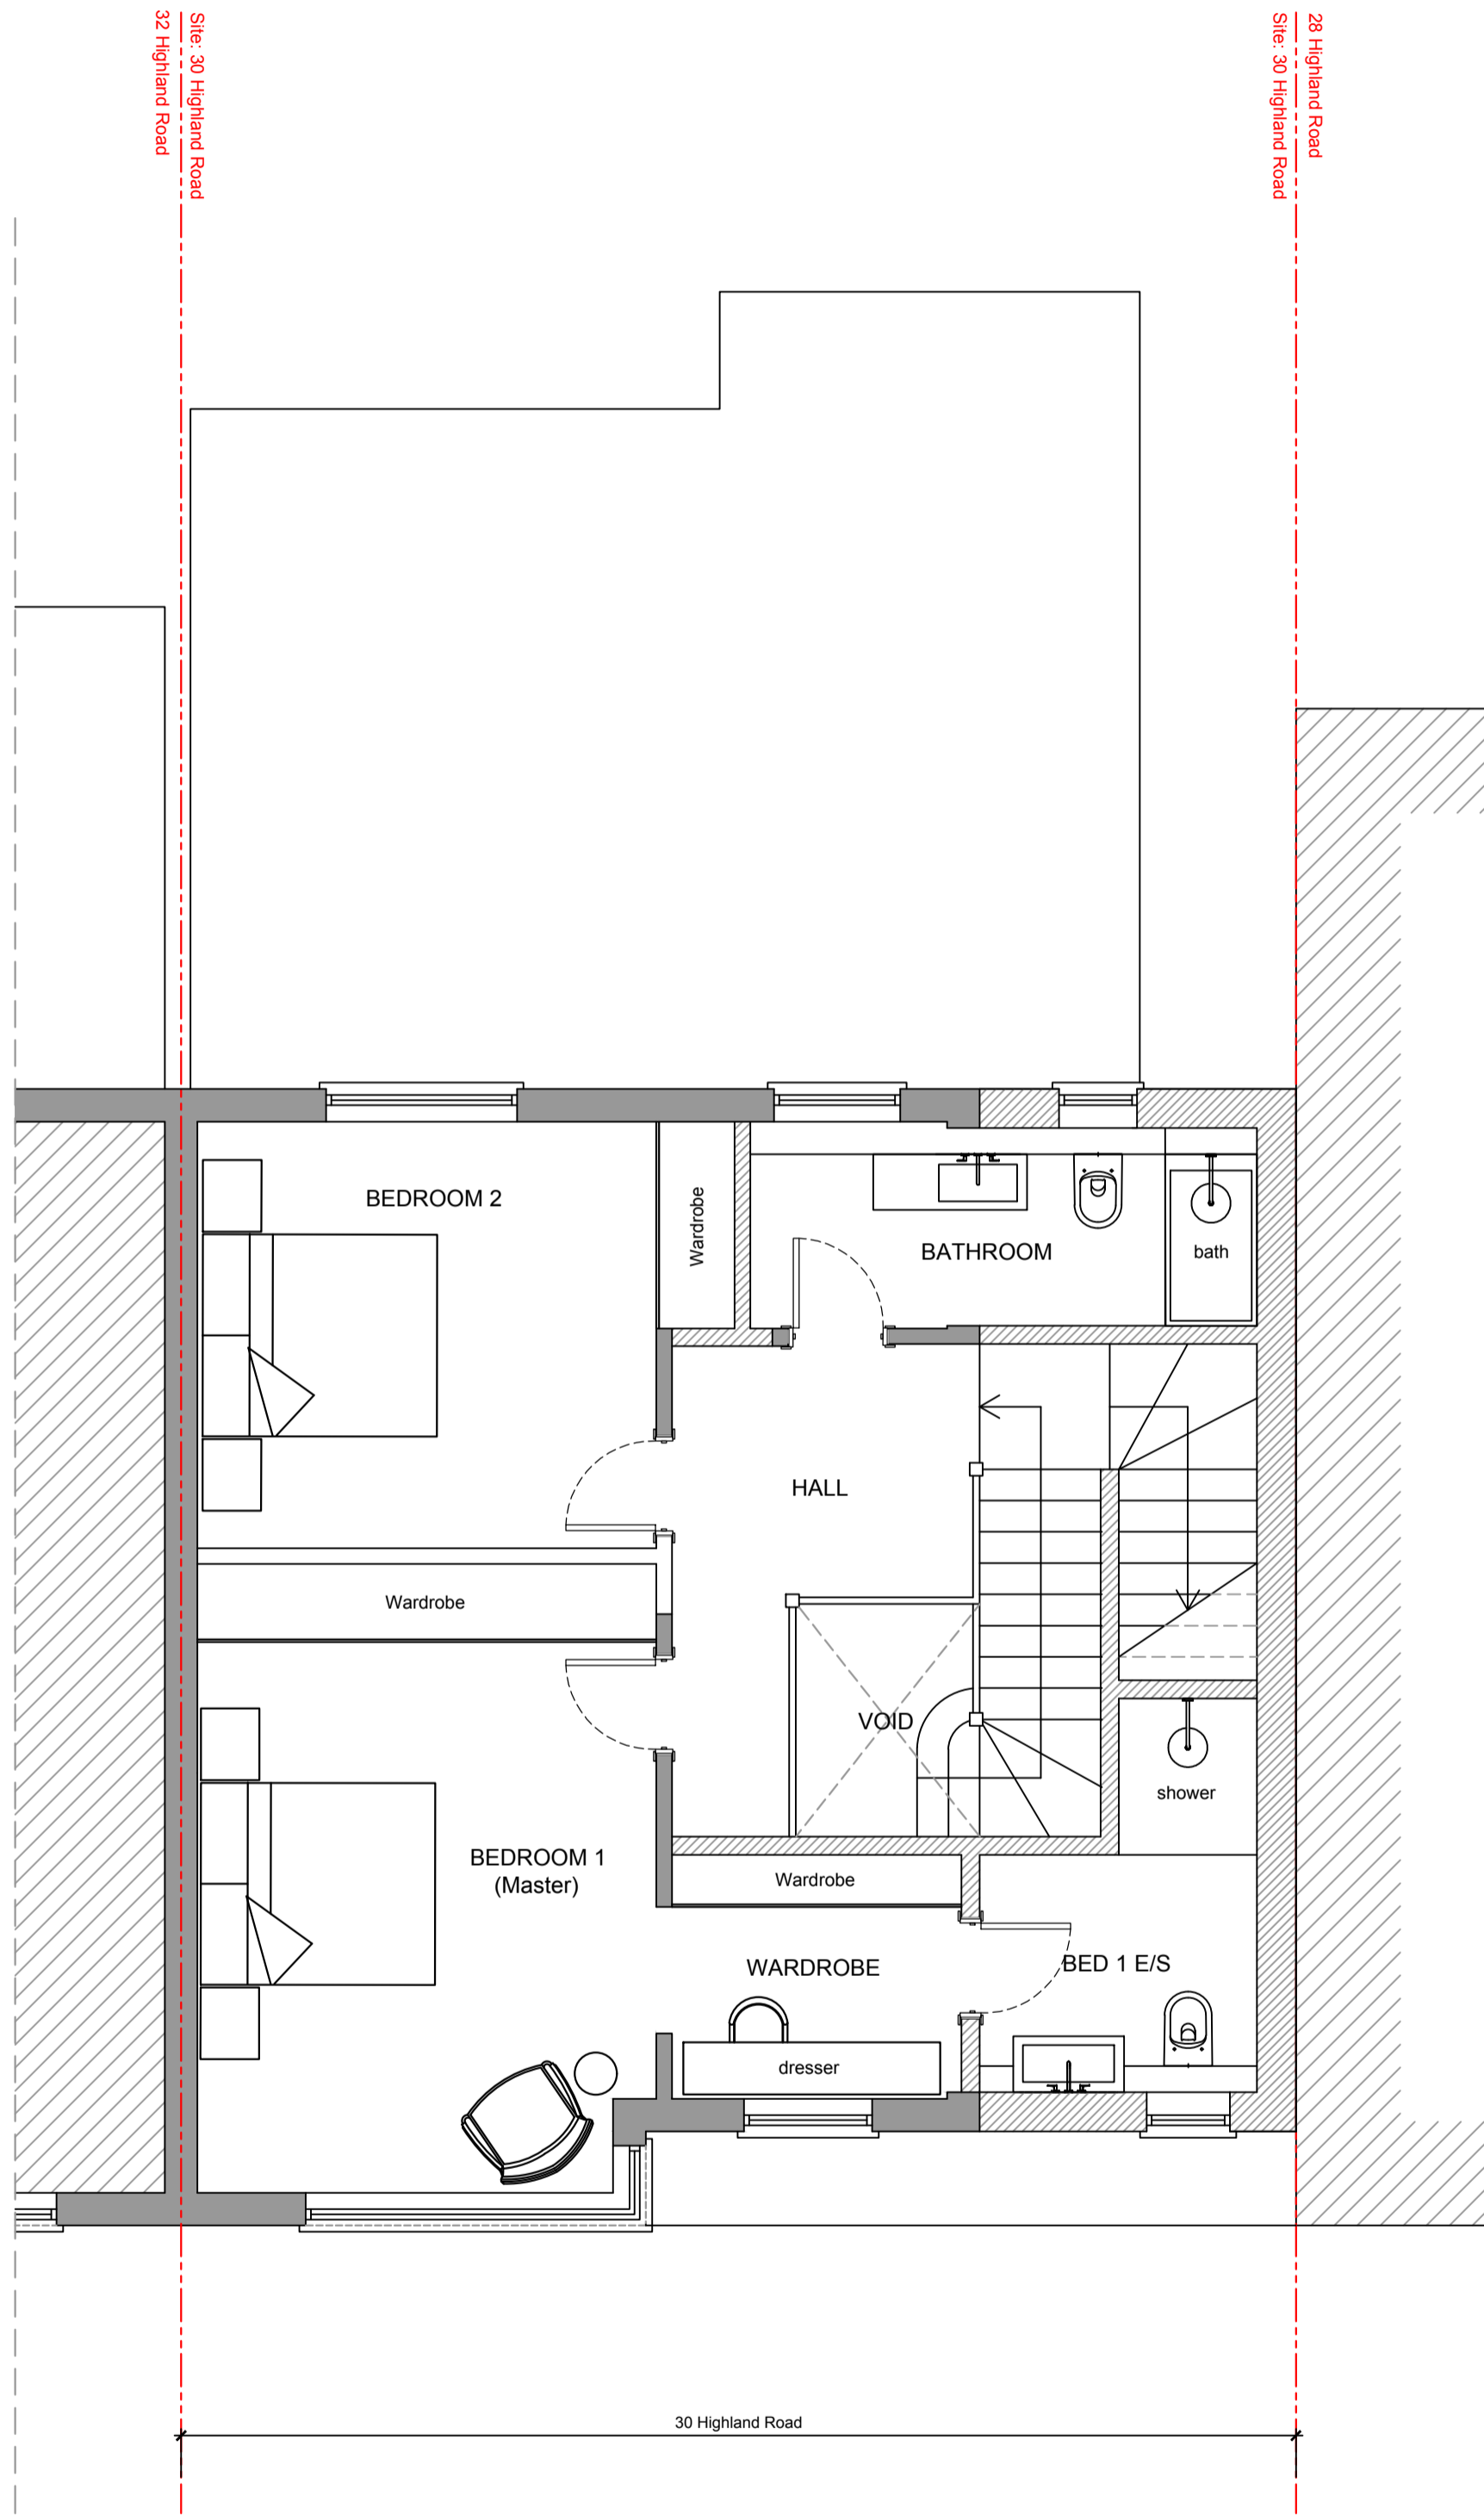 32 Highland Road
Site: 30 Highland Road
Site: 30 Highland Road
28 Highland Road
BEDROOM 2
Wardrobe
BATHROOM
bath
HALL
Wardrobe
VOID
shower
BEDROOM 1
(Master)
Wardrobe
WARDROBE
BED 1 E/S
dresser
30 Highland Road